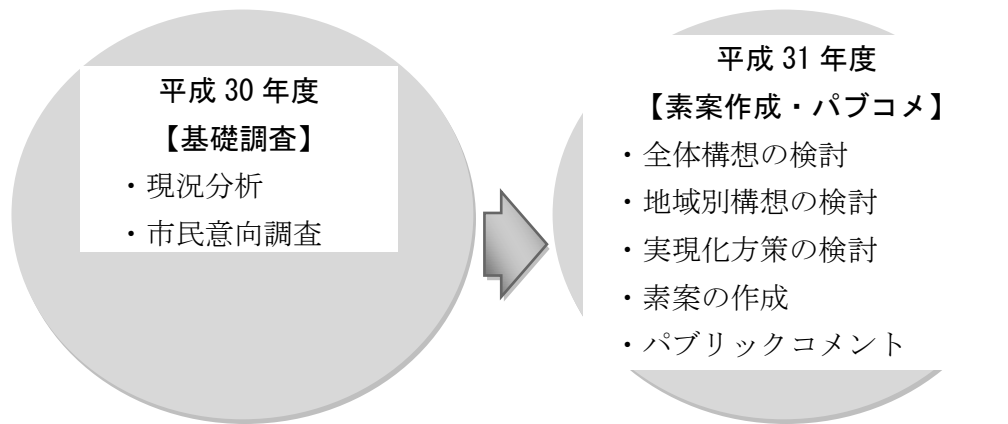 平成 30 年度
【基礎調査】
・現況分析
・市民意向調査
平成 31 年度
【素案作成・パブコメ】
・全体構想の検討
・地域別構想の検討
・実現化方策の検討
・素案の作成
・パブリックコメント